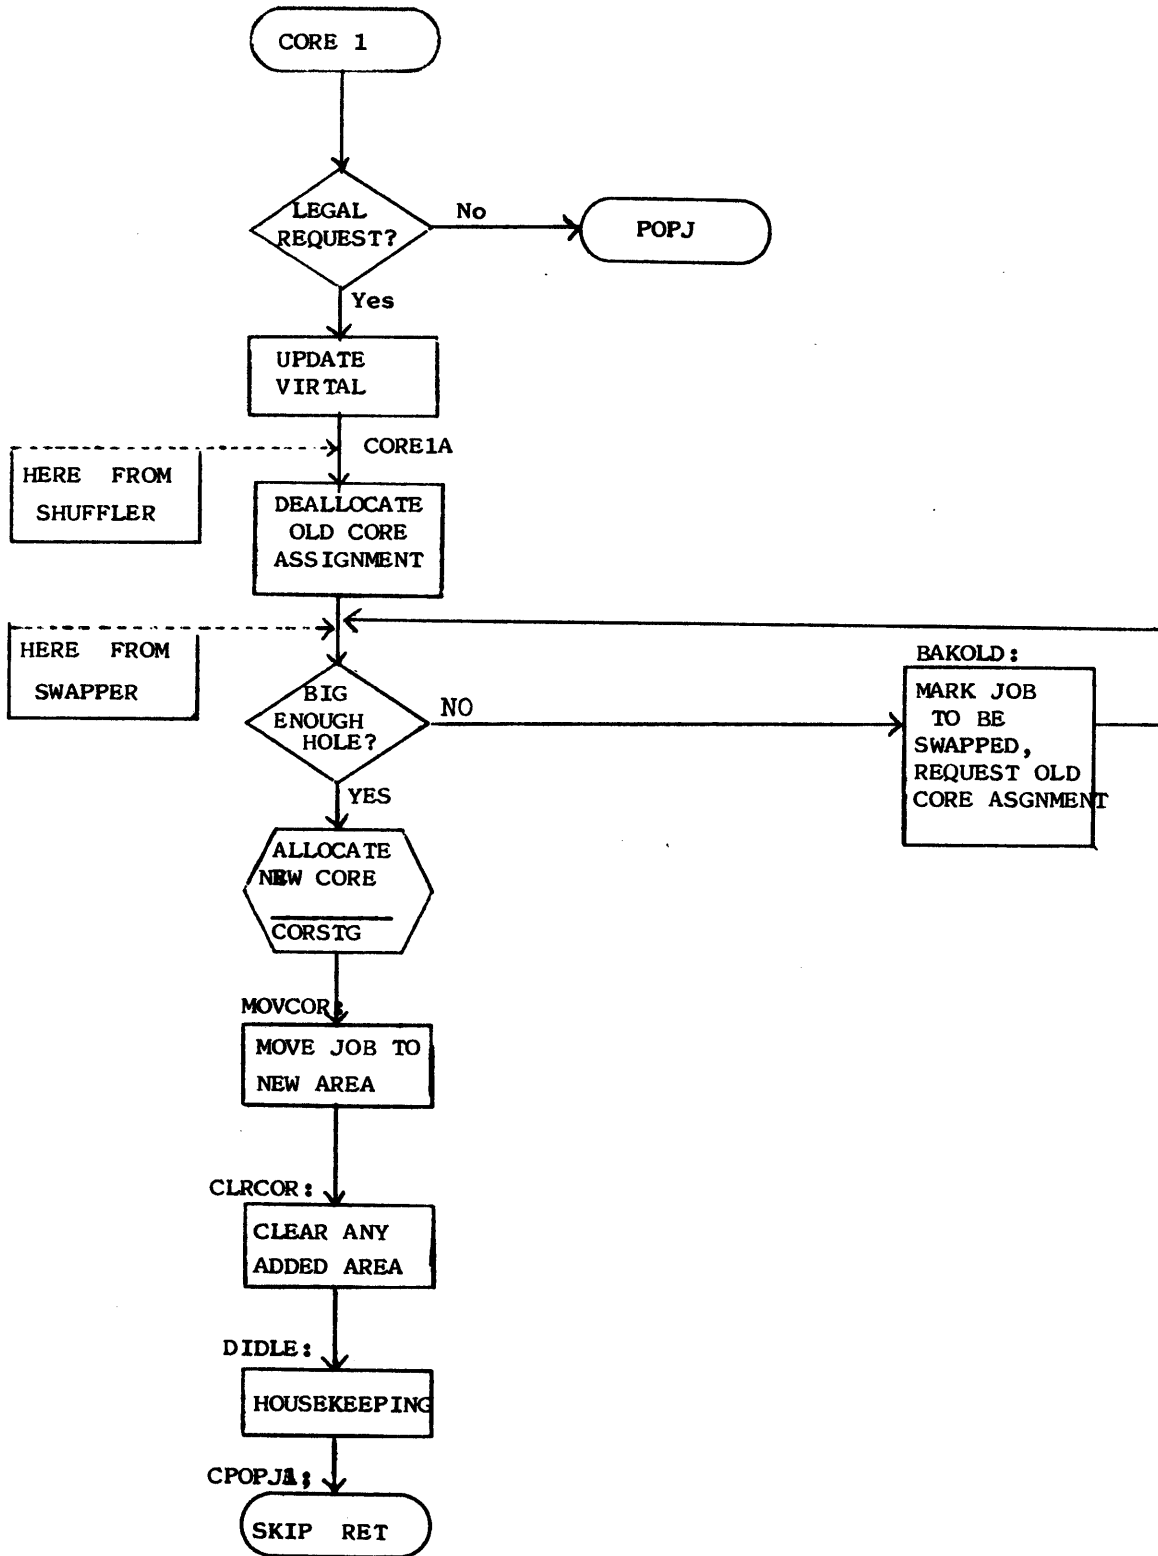 CORE 1
LEGAL
REQUEST?
No
POPJ
Yes
UPDATE
VIRTAL
CORE1A
HERE FROM
SHUFFLER
DEALLOCATE
OLD CORE
ASSIGNMENT
HERE FROM
SWAPPER
BIG
ENOUGH
HOLE?
NO
BAKOLD:
MARK JOB
TO BE
SWAPPED,
REQUEST OLD
CORE ASGNMENT
YES
ALLOCATE
NEW CORE
CORSTG
MOVCOR:
MOVE JOB TO
NEW AREA
CLRCOR:
CLEAR ANY
ADDED AREA
DIDLE:
HOUSEKEEPING
CPOPJ1;
SKIP RET